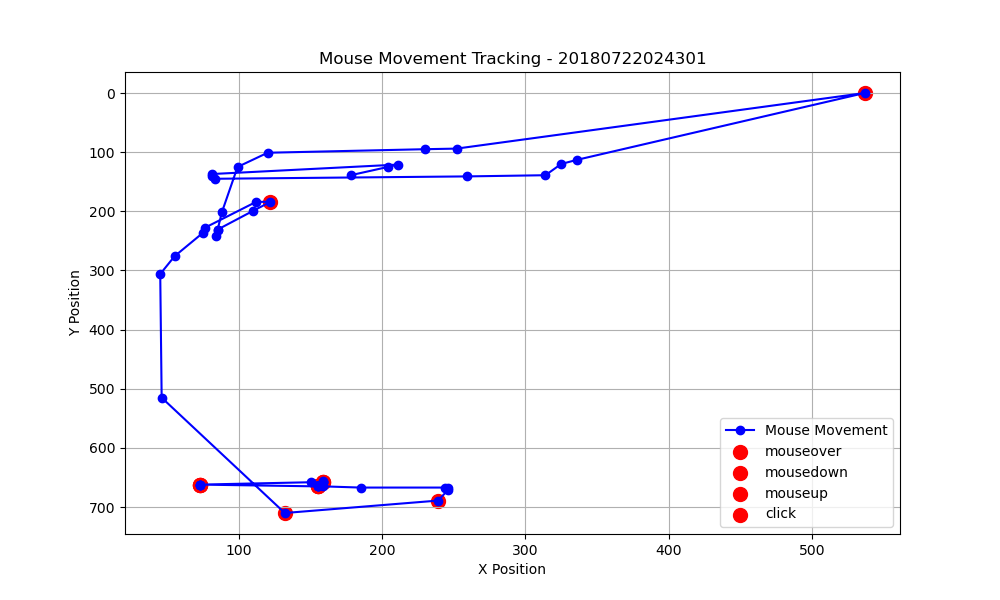 Mouse Movement Tracking - 20180722024301
0
100
200
300
400
500
600
700
Y Position
100
200
300
400
500
X Position
Mouse Movement
mouseover
mousedown
mouseup
click